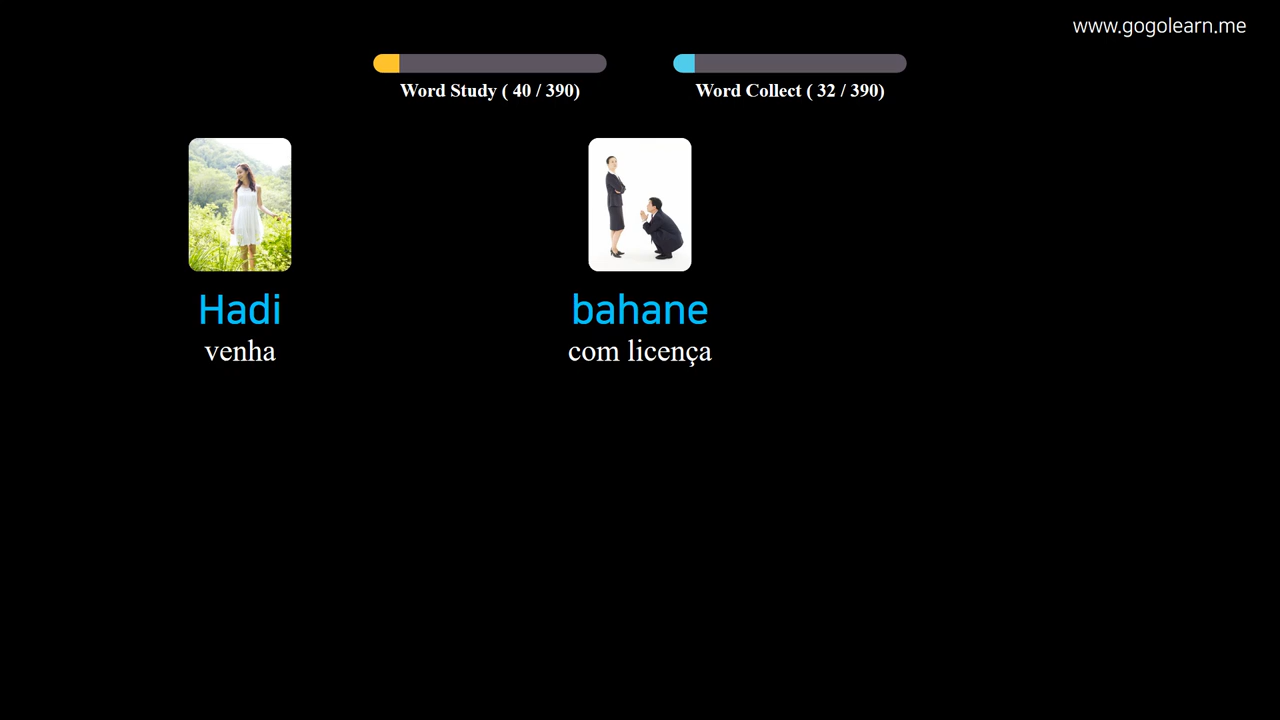 www.gogolearn.me
Word Study ( 40 / 390)
Word Collect ( 32 / 390)
Hadi
venha
bahane
com licença